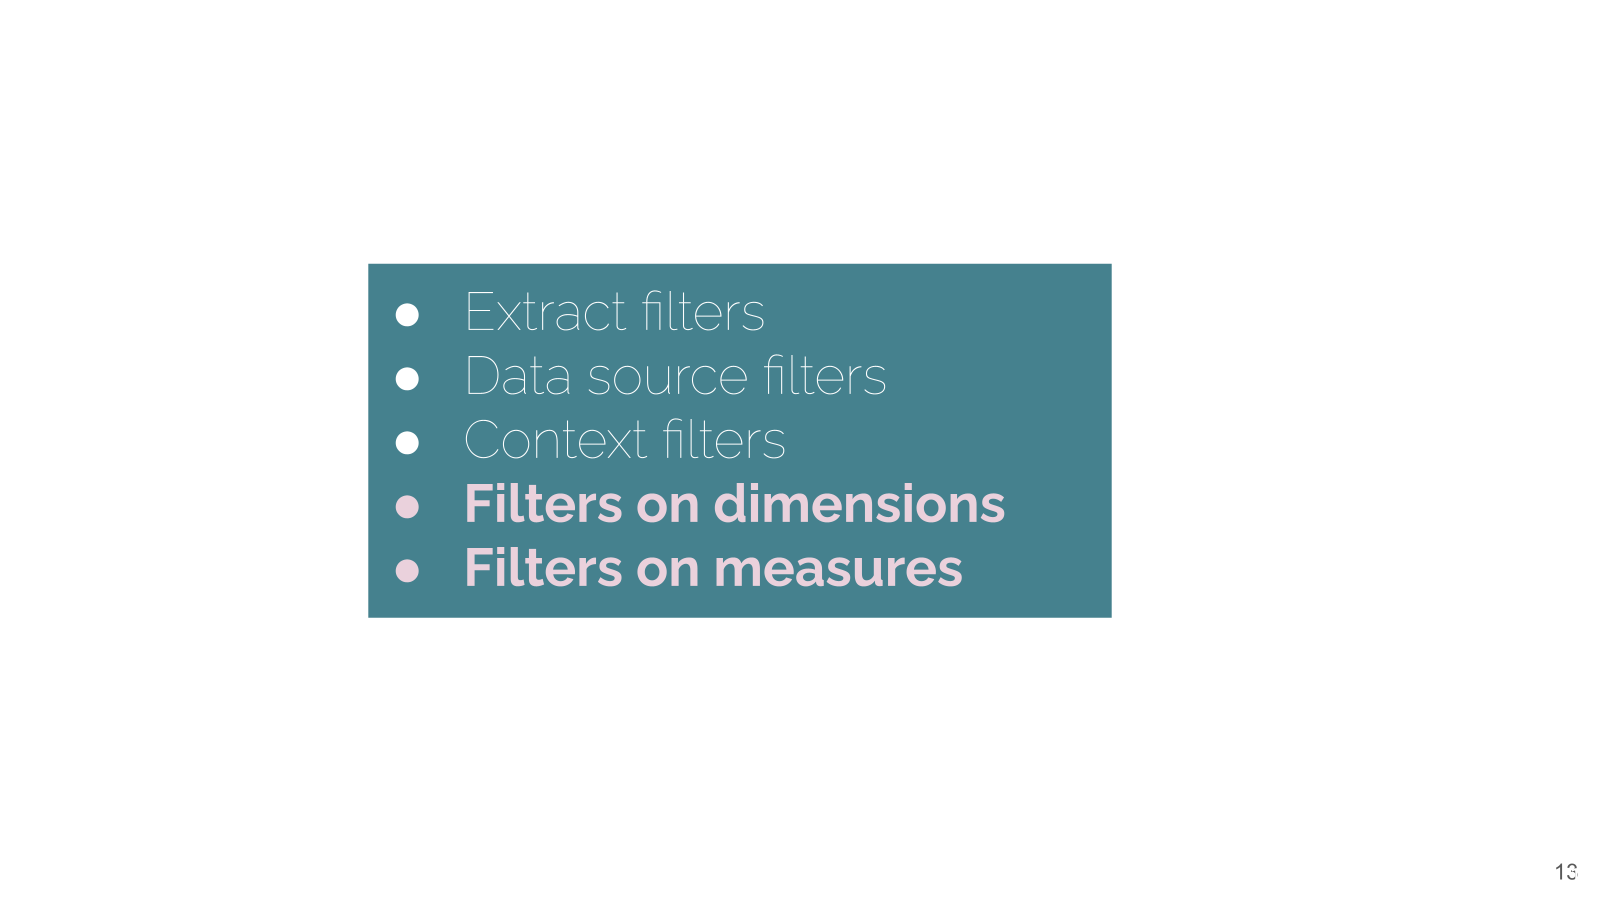 ● Extract filters
● Data source filters
● Context filters
● Filters on dimensions
● Filters on measures
13